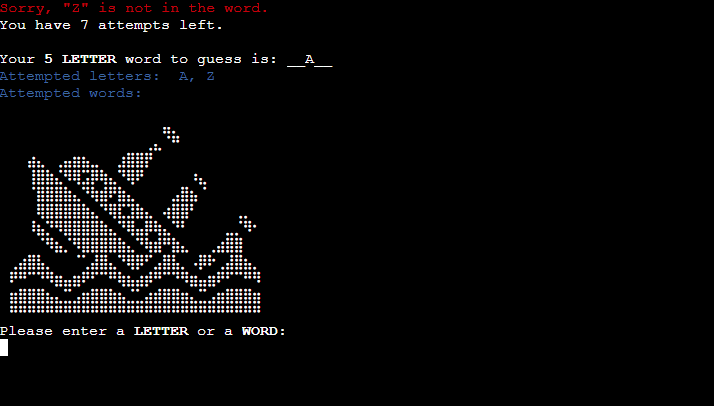 Sorry, "Z" is not in the word.
You have 7 attempts left.
Your 5 LETTER word to guess is: __A__
Attempted letters:  A, Z
Attempted words:
Please enter a LETTER or a WORD: